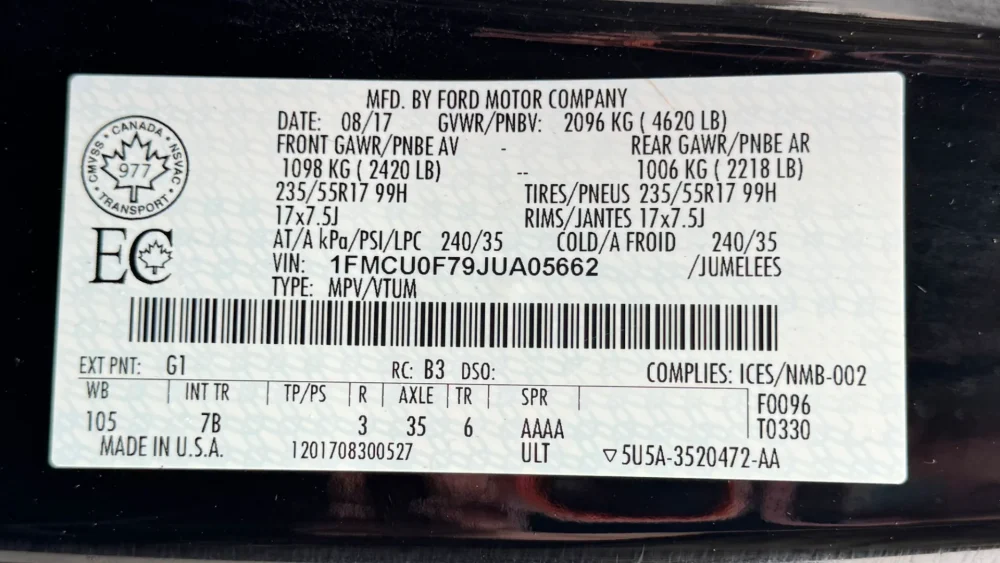 MFD. BY FORD MOTOR COMPANY
DATE: 08/17 GVWR/PNBV: 2096 KG ( 4620 LB)
FRONT GAWR/PNBE AV - REAR GAWR/PNBE AR
1098 KG ( 2420 LB) -- 1006 KG ( 2218 LB)
235/55R17 99H TIRES/PNEUS 235/55R17 99H
17x7.5J RIMS/JANTES 17x7.5J
AT/A kPa/PSI/LPC 240/35 COLD/A FROID 240/35
VIN: 1FMCU0F79JUA05662 /JUMELEES
TYPE: MPV/VTUM
CANADA
CMVSS
NSVAC
977
TRANSPORT
EC
EXT PNT: G1 RC: B3 DSO: COMPLIES: ICES/NMB-002
WB INT TR TP/PS R AXLE TR SPR F0096
105 7B 3 35 6 AAAA T0330
MADE IN U.S.A. 1201708300527 ULT ▽5U5A-3520472-AA